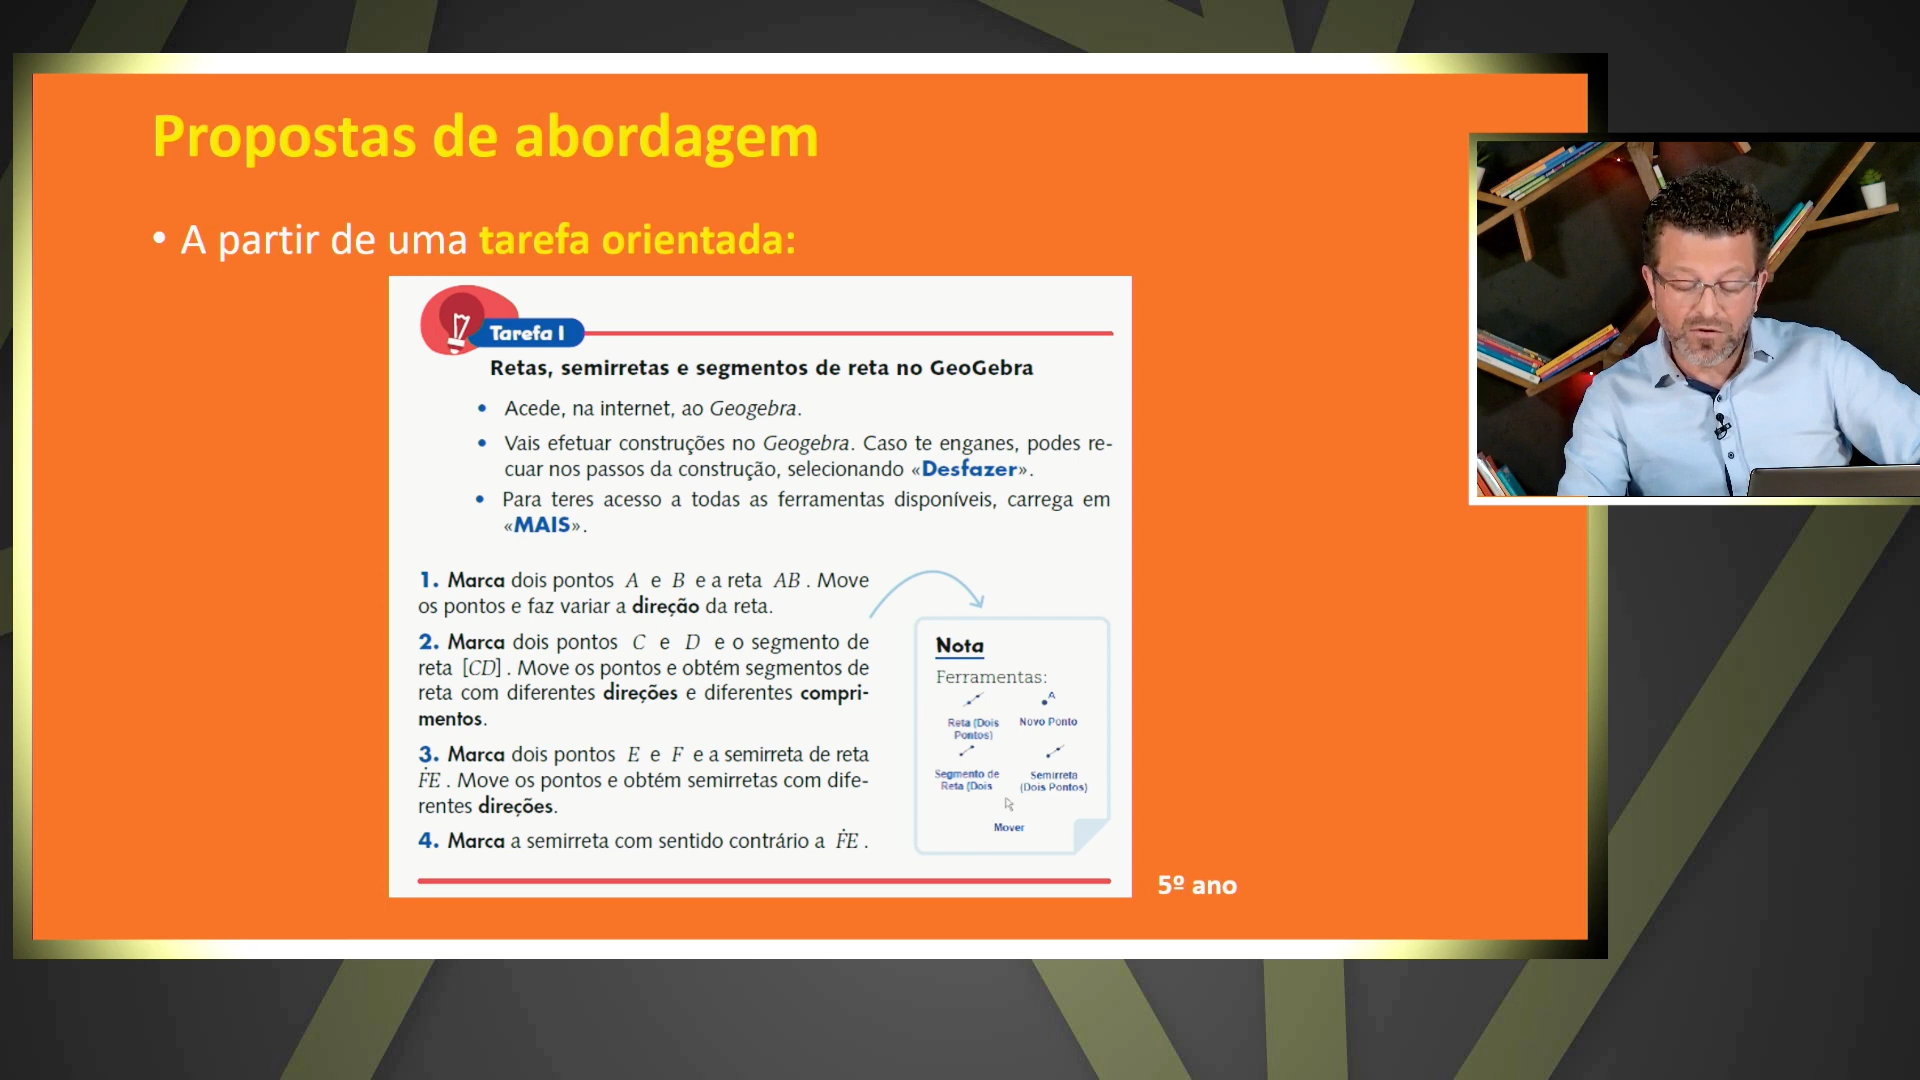 Propostas de abordagem
• A partir de uma tarefa orientada:
Tarefa 1
Retas, semirretas e segmentos de reta no GeoGebra
• Acede, na internet, ao Geogebra.
• Vais efetuar construções no Geogebra. Caso te enganes, podes re-
cuar nos passos da construção, selecionando «Desfazer».
• Para teres acesso a todas as ferramentas disponíveis, carrega em
«MAIS».
1. Marca dois pontos A e B e a reta AB . Move
os pontos e faz variar a direção da reta.
2. Marca dois pontos C e D e o segmento de
reta [CD] . Move os pontos e obtém segmentos de
reta com diferentes direções e diferentes compri-
mentos.
3. Marca dois pontos E e F e a semirreta de reta
ḞE . Move os pontos e obtém semirretas com dife-
rentes direções.
4. Marca a semirreta com sentido contrário a ḞE .
Nota
Ferramentas:
A
Reta (Dois
Pontos)
Novo Ponto
Segmento de
Reta (Dois
Semirreta
(Dois Pontos)
Mover
5º ano